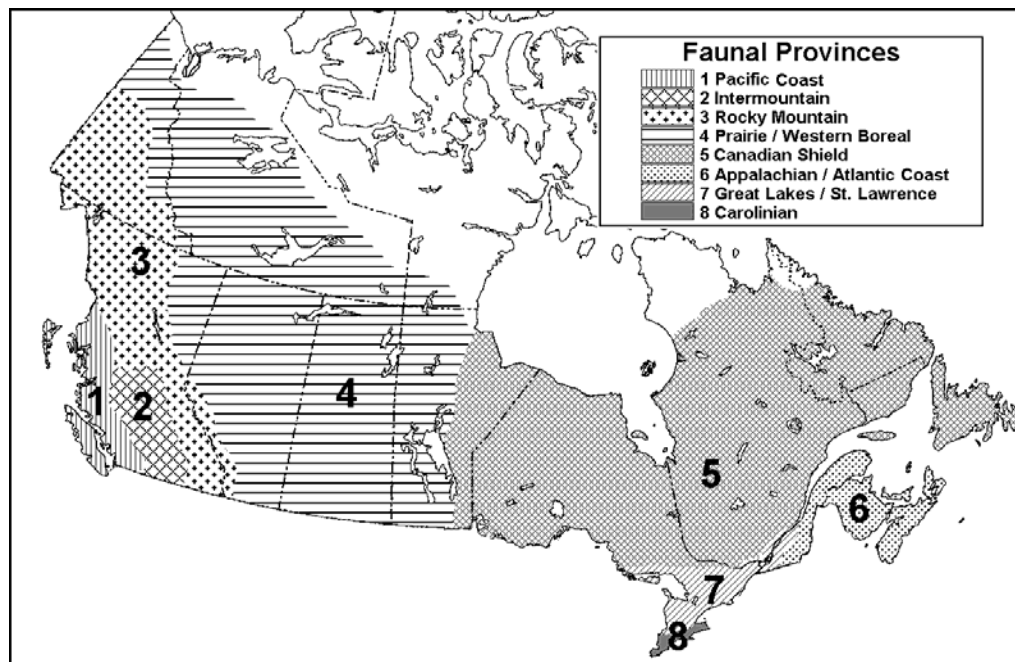 Faunal Provinces
1 Pacific Coast
2 Intermountain
3 Rocky Mountain
4 Prairie / Western Boreal
5 Canadian Shield
6 Appalachian / Atlantic Coast
7 Great Lakes / St. Lawrence
8 Carolinian
3
1
2
4
5
6
7
8